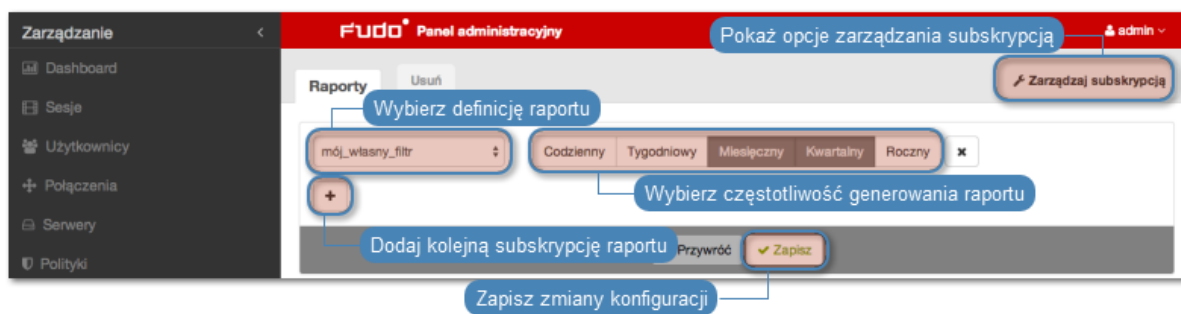 Zarządzanie
FUDO Panel administracyjny
Pokaż opcje zarządzania subskrypcją
admin
Dashboard
Raporty
Usuń
Zarządzaj subskrypcją
Sesje
Wybierz definicję raportu
Użytkownicy
mój_własny_filtr
Codzienny Tygodniowy Miesięczny Kwartalny Roczny
Połączenia
+
Wybierz częstotliwość generowania raportu
Serwery
Dodaj kolejną subskrypcję raportu
Przywróć
Zapisz
Polityki
Zapisz zmiany konfiguracji